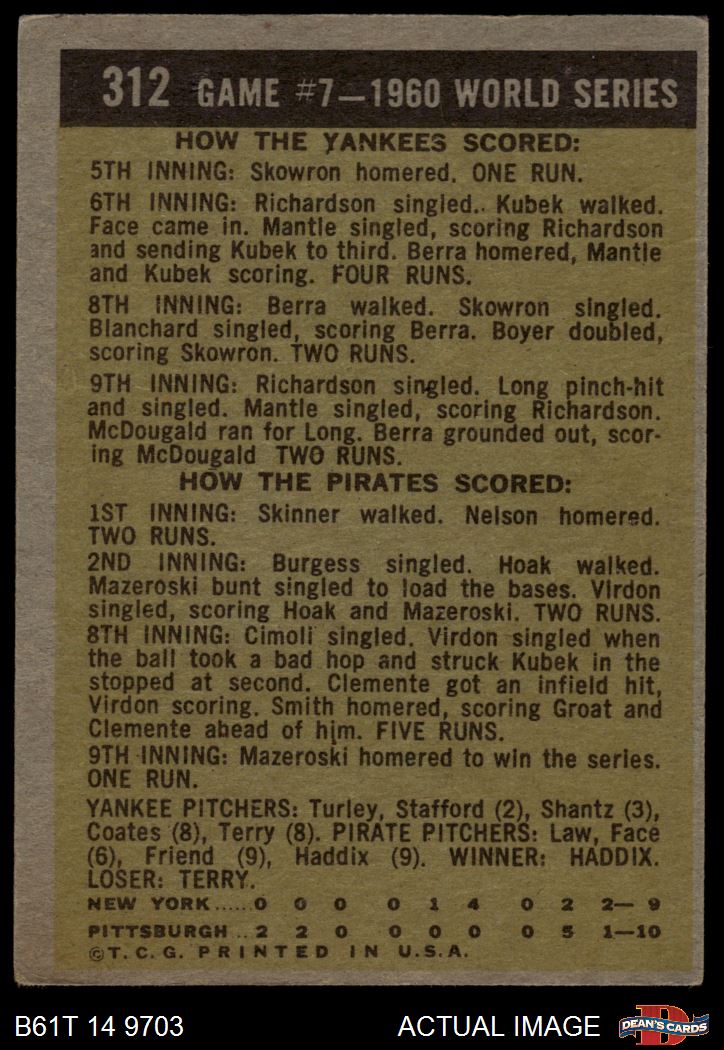 312 GAME #7—1960 WORLD SERIES
HOW THE YANKEES SCORED:
5TH INNING: Skowron homered. ONE RUN.
6TH INNING: Richardson singled. Kubek walked.
Face came in. Mantle singled, scoring Richardson
and sending Kubek to third. Berra homered, Mantle
and Kubek scoring. FOUR RUNS.
8TH INNING: Berra walked. Skowron singled.
Blanchard singled, scoring Berra. Boyer doubled,
scoring Skowron. TWO RUNS.
9TH INNING: Richardson singled. Long pinch-hit
and singled. Mantle singled, scoring Richardson.
McDougald ran for Long. Berra grounded out, scor-
ing McDougald TWO RUNS.
HOW THE PIRATES SCORED:
1ST INNING: Skinner walked. Nelson homered.
TWO RUNS.
2ND INNING: Burgess singled. Hoak walked.
Mazeroski bunt singled to load the bases. Virdon
singled, scoring Hoak and Mazeroski. TWO RUNS.
8TH INNING: Cimoli singled. Virdon singled when
the ball took a bad hop and struck Kubek in the
stopped at second. Clemente got an infield hit,
Virdon scoring. Smith homered, scoring Groat and
Clemente ahead of him. FIVE RUNS.
9TH INNING: Mazeroski homered to win the series.
ONE RUN.
YANKEE PITCHERS: Turley, Stafford (2), Shantz (3),
Coates (8), Terry (8). PIRATE PITCHERS: Law, Face
(6), Friend (9), Haddix (9). WINNER: HADDIX.
LOSER: TERRY.
NEW YORK......0 0 0 0 1 4 0 2 2— 9
PITTSBURGH ..2 2 0 0 0 0 0 5 1—10
©T.C.G. PRINTED IN U.S.A.
B61T 14 9703 ACTUAL IMAGE DEAN'S CARDS